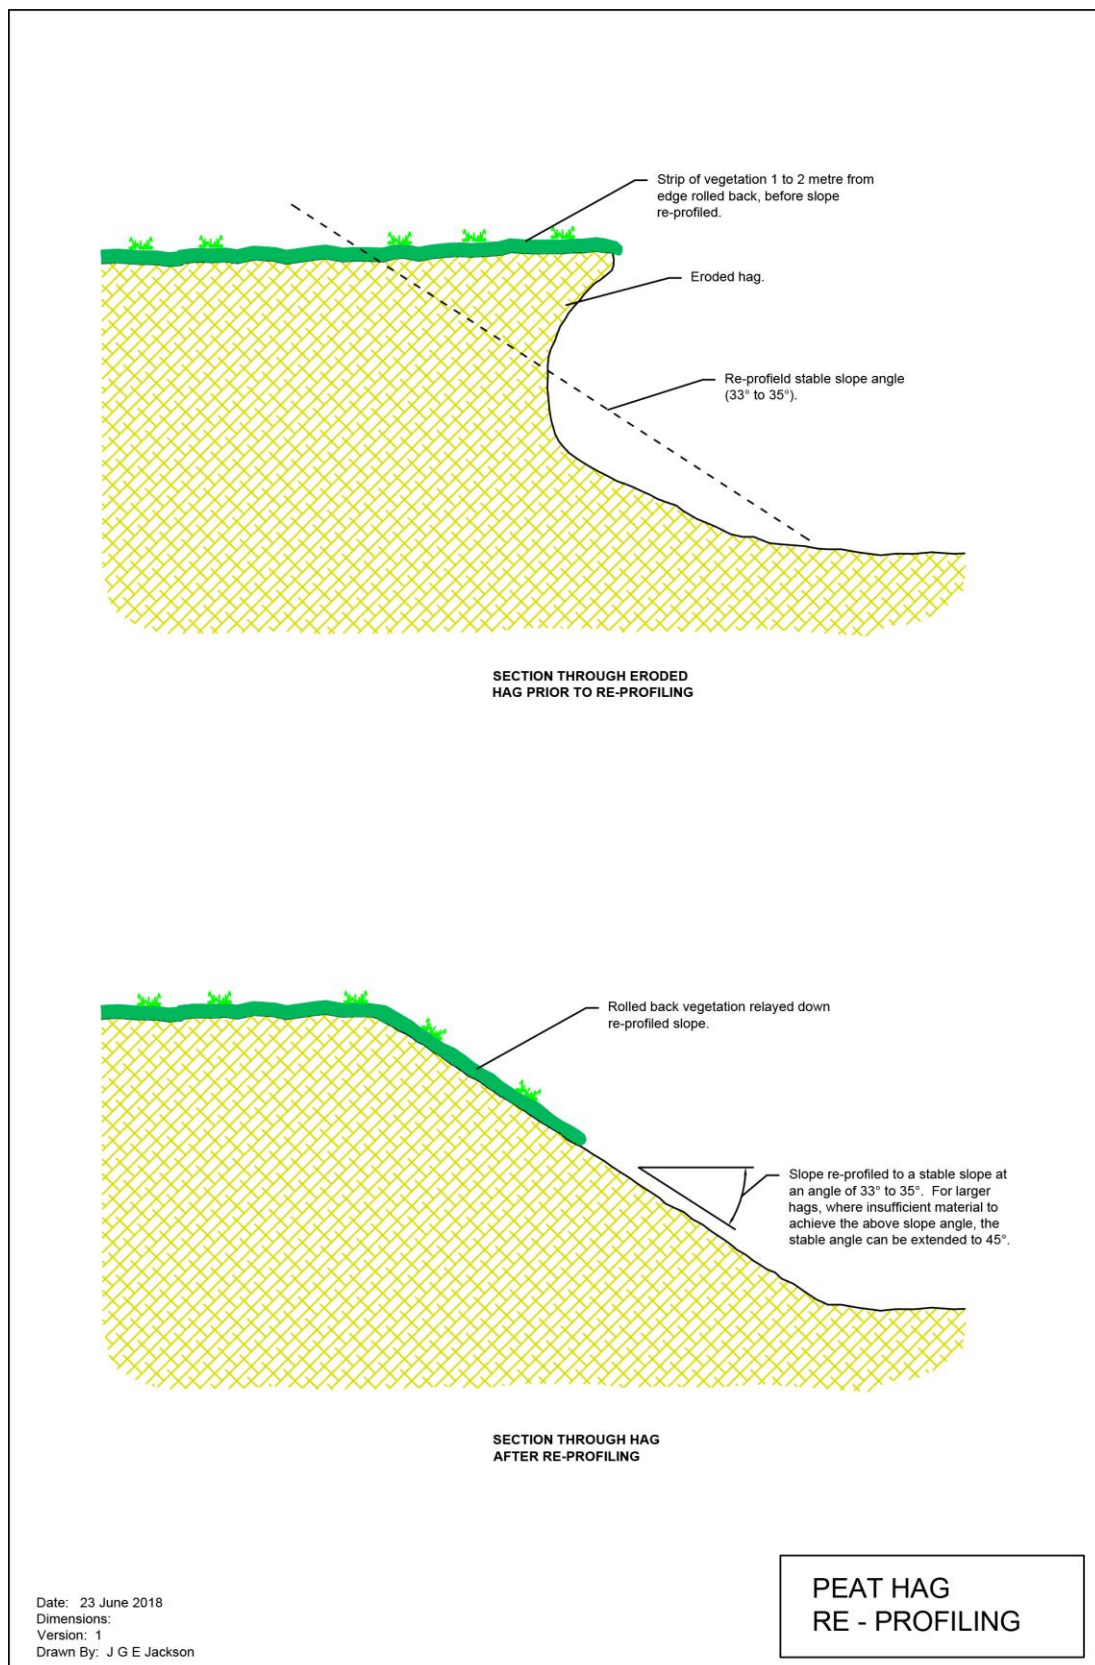 Strip of vegetation 1 to 2 metre from
edge rolled back, before slope
re-profiled.
Eroded hag.
Re-profield stable slope angle
(33° to 35°).
SECTION THROUGH ERODED
HAG PRIOR TO RE-PROFILING
Rolled back vegetation relayed down
re-profiled slope.
Slope re-profiled to a stable slope at
an angle of 33° to 35°.  For larger
hags, where insufficient material to
achieve the above slope angle, the
stable angle can be extended to 45°.
SECTION THROUGH HAG
AFTER RE-PROFILING
Date:  23 June 2018
Dimensions:
Version:  1
Drawn By:  J G E Jackson
PEAT HAG
RE - PROFILING